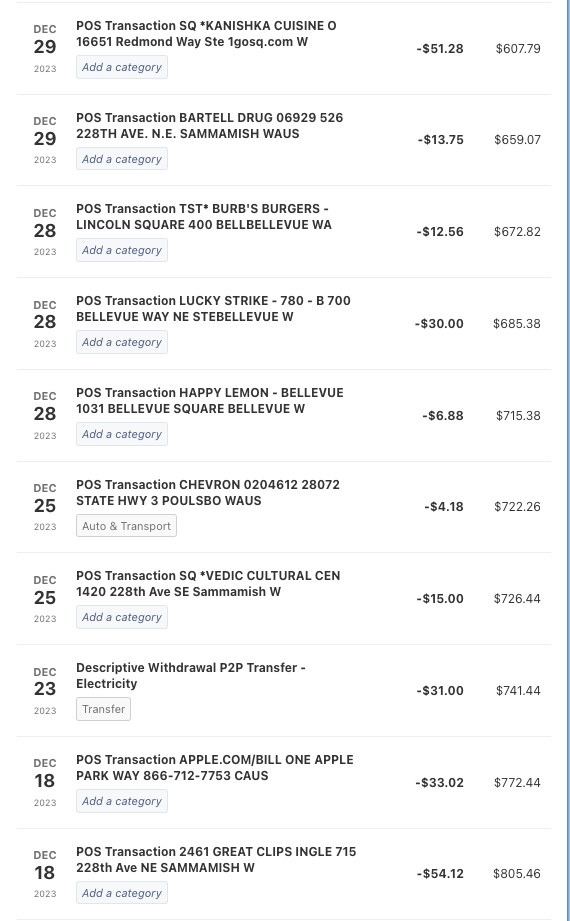 DEC
29
2023
POS Transaction SQ *KANISHKA CUISINE O
16651 Redmond Way Ste 1gosq.com W
Add a category
-$51.28
$607.79
DEC
29
2023
POS Transaction BARTELL DRUG 06929 526
228TH AVE. N.E. SAMMAMISH WAUS
Add a category
-$13.75
$659.07
DEC
28
2023
POS Transaction TST* BURB'S BURGERS -
LINCOLN SQUARE 400 BELLBELLEVUE WA
Add a category
-$12.56
$672.82
DEC
28
2023
POS Transaction LUCKY STRIKE - 780 - B 700
BELLEVUE WAY NE STEBELLEVUE W
Add a category
-$30.00
$685.38
DEC
28
2023
POS Transaction HAPPY LEMON - BELLEVUE
1031 BELLEVUE SQUARE BELLEVUE W
Add a category
-$6.88
$715.38
DEC
25
2023
POS Transaction CHEVRON 0204612 28072
STATE HWY 3 POULSBO WAUS
Auto & Transport
-$4.18
$722.26
DEC
25
2023
POS Transaction SQ *VEDIC CULTURAL CEN
1420 228th Ave SE Sammamish W
Add a category
-$15.00
$726.44
DEC
23
2023
Descriptive Withdrawal P2P Transfer -
Electricity
Transfer
-$31.00
$741.44
DEC
18
2023
POS Transaction APPLE.COM/BILL ONE APPLE
PARK WAY 866-712-7753 CAUS
Add a category
-$33.02
$772.44
DEC
18
2023
POS Transaction 2461 GREAT CLIPS INGLE 715
228th Ave NE SAMMAMISH W
Add a category
-$54.12
$805.46